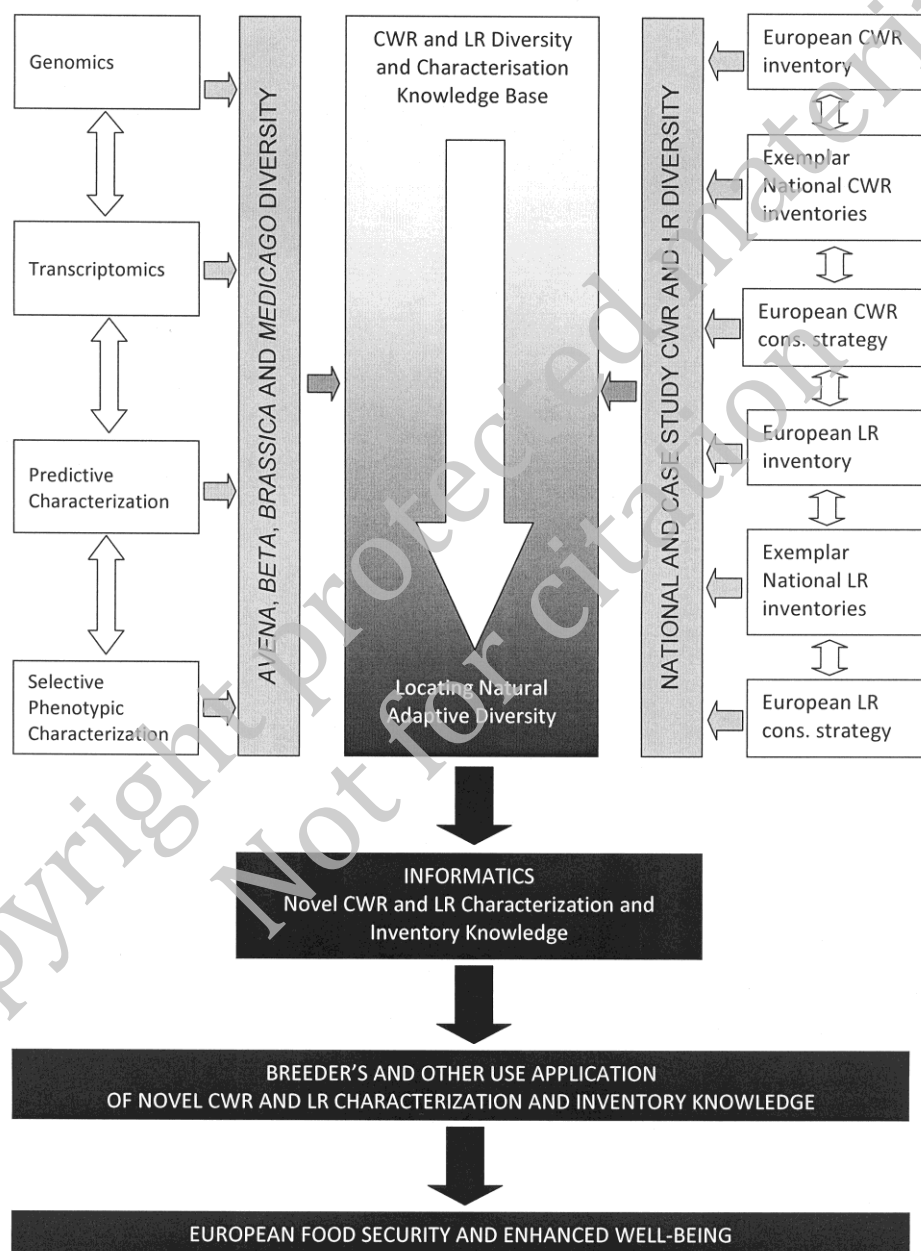 Genomics
Transcriptomics
Predictive
Characterization
Selective
Phenotypic
Characterization
AVENA, BETA, BRASSICA AND MEDICAGO DIVERSITY
CWR and LR Diversity
and Characterisation
Knowledge Base
Locating Natural
Adaptive Diversity
NATIONAL AND CASE STUDY CWR AND LR DIVERSITY
European CWR
inventory
Exemplar
National CWR
inventories
European CWR
cons. strategy
European LR
inventory
Exemplar
National LR
inventories
European LR
cons. strategy
INFORMATICS
Novel CWR and LR Characterization and
Inventory Knowledge
BREEDER'S AND OTHER USE APPLICATION
OF NOVEL CWR AND LR CHARACTERIZATION AND INVENTORY KNOWLEDGE
EUROPEAN FOOD SECURITY AND ENHANCED WELL-BEING
protected
Not for citation